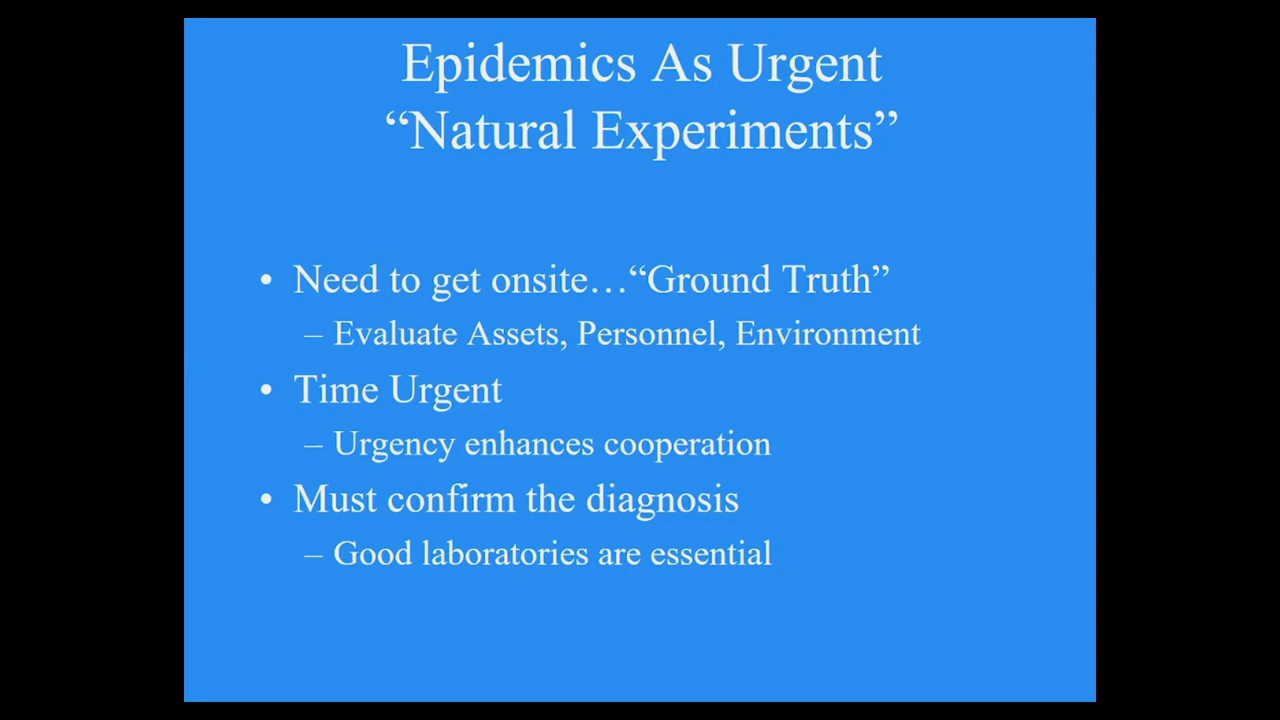 Epidemics As Urgent
“Natural Experiments”
• Need to get onsite…“Ground Truth”
– Evaluate Assets, Personnel, Environment
• Time Urgent
– Urgency enhances cooperation
• Must confirm the diagnosis
– Good laboratories are essential